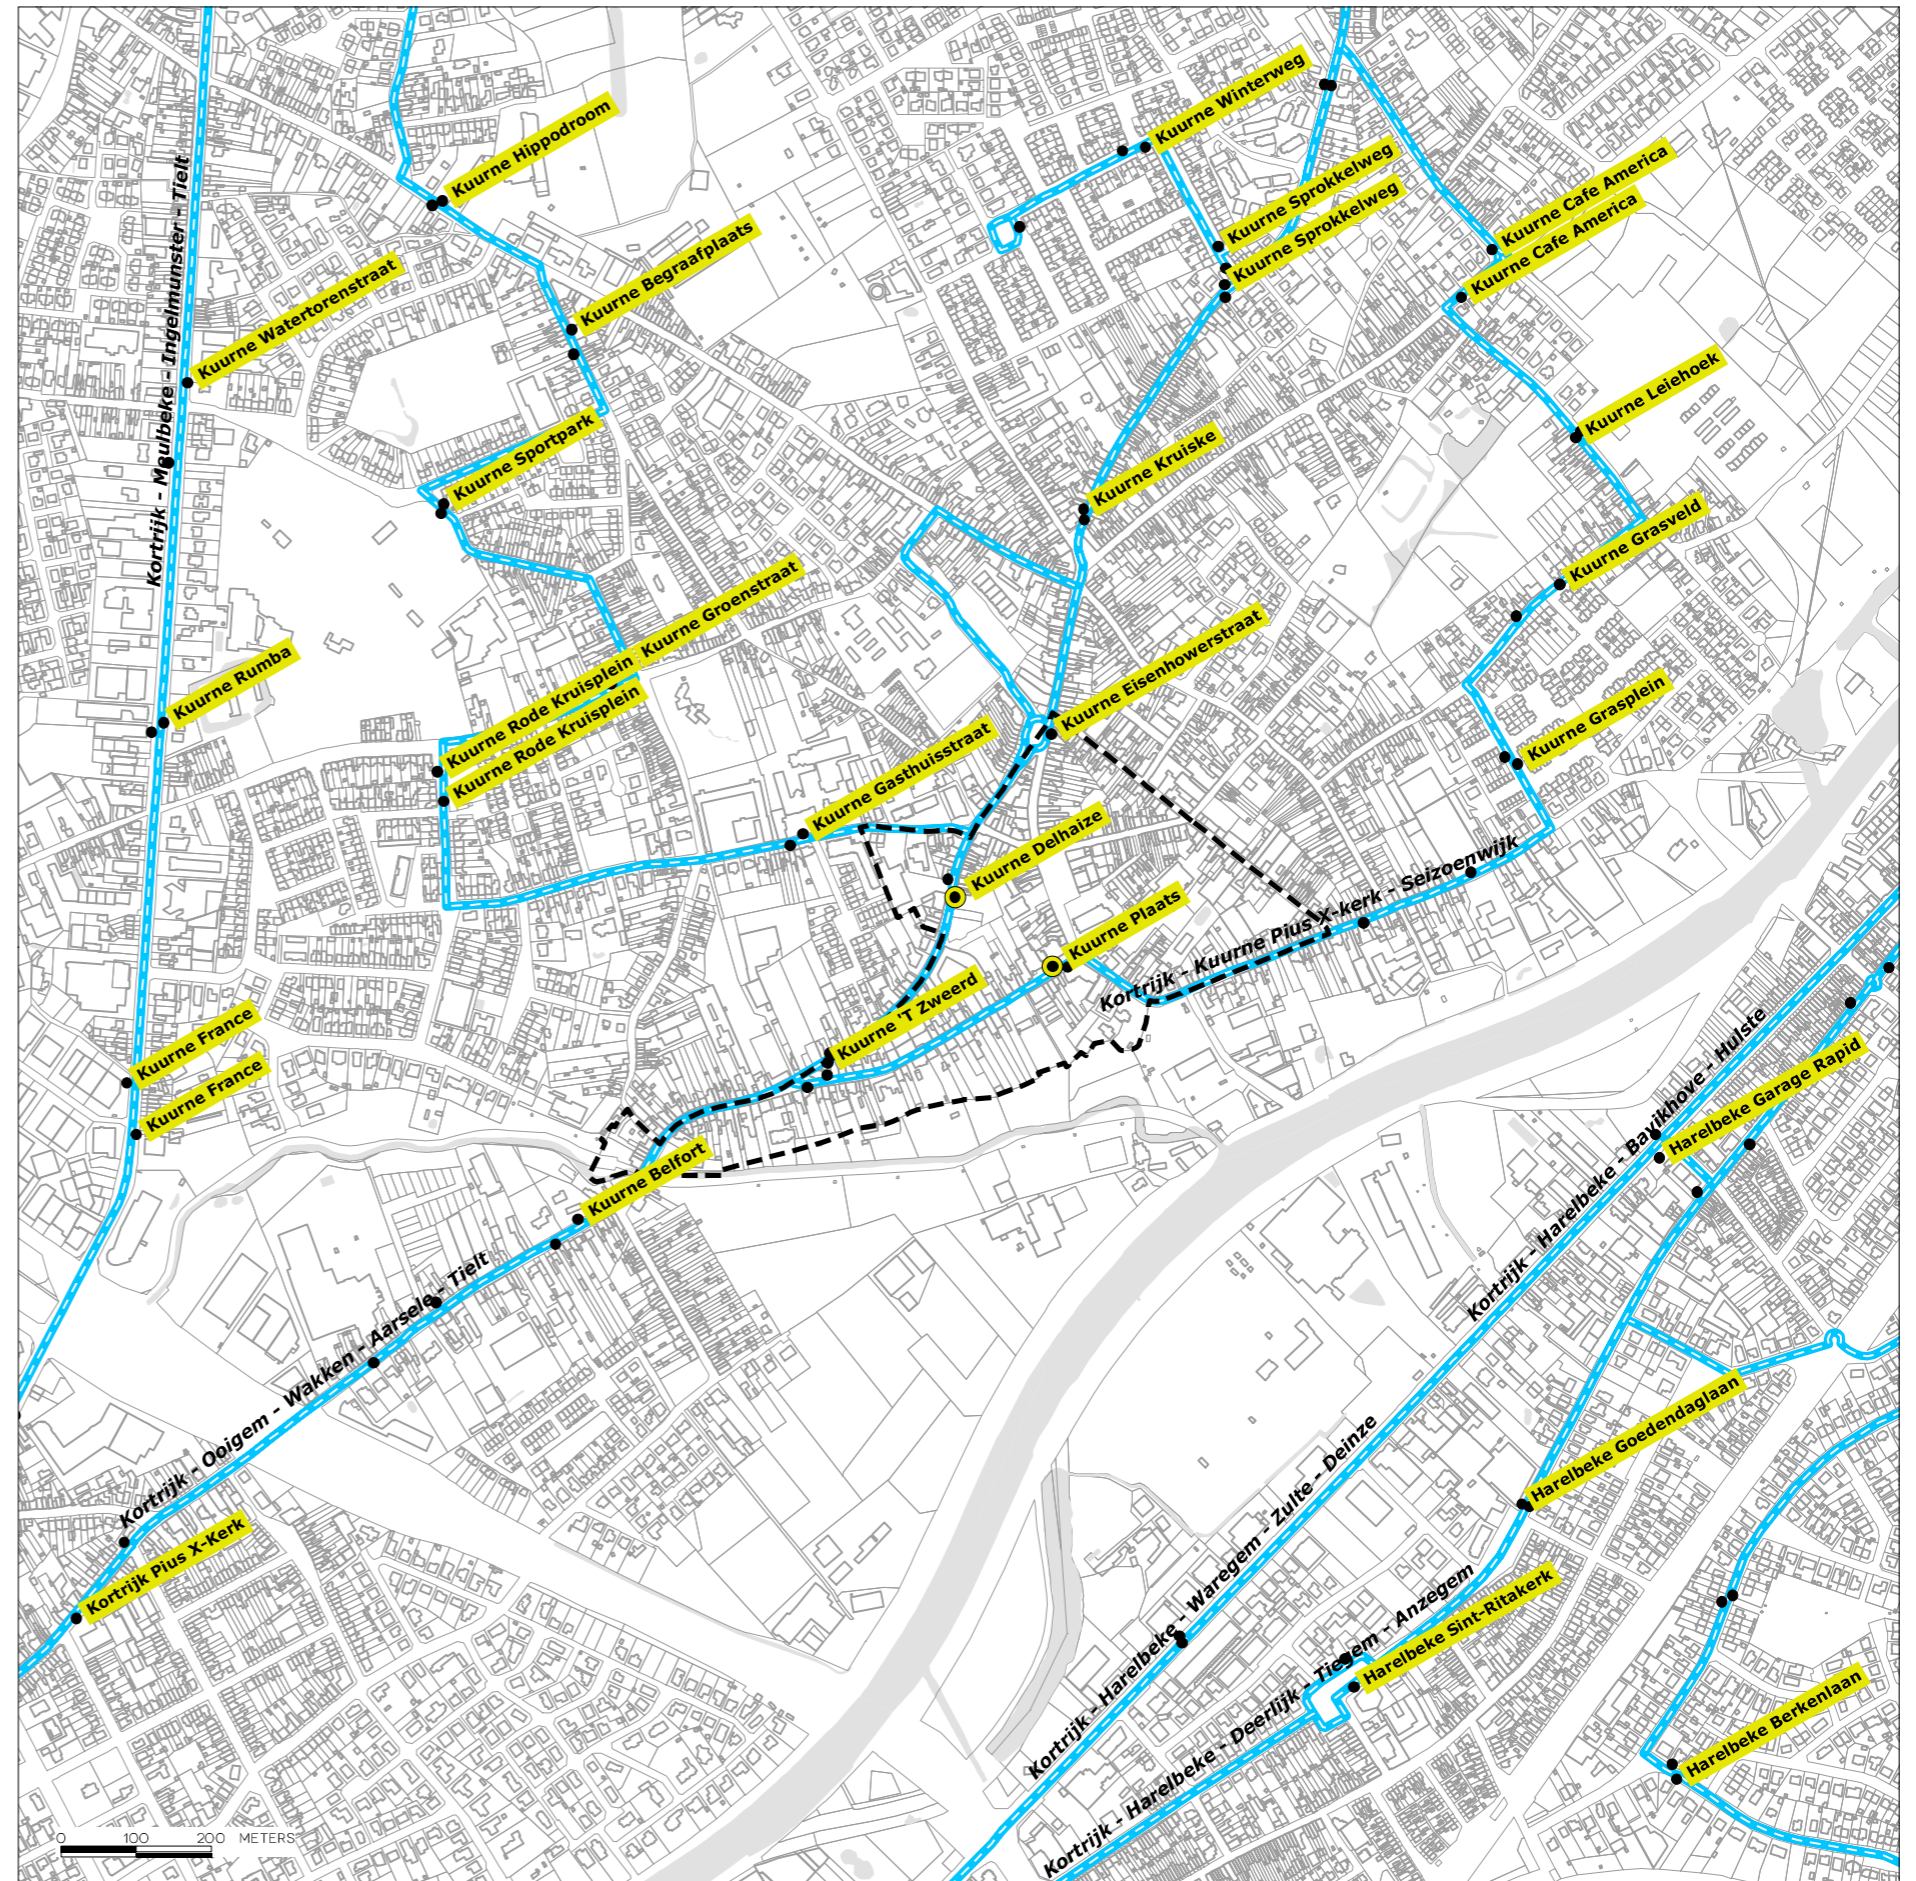 Kuurne Winterweg
Kuurne Hippodroom
Kuurne Sprokkelweg
Kuurne Sprokkelweg
Kuurne Cafe America
Kuurne Cafe America
Kortrijk - Meulbeke - Ingelmunster - Tielt
Kuurne Begraafplaats
Kuurne Watertorenstraat
Kuurne Leiehoek
Kuurne Sportpark
Kuurne Kruiske
Kuurne Grasveld
Kuurne Groenstraat
Kuurne Eisenhowerstraat
Kuurne Rumba
Kuurne Rode Kruisplein
Kuurne Rode Kruisplein
Kuurne Grasplein
Kuurne Gasthuisstraat
Kuurne Delhaize
Kortrijk - Kuurne Pius X-kerk - Seizoenwijk
Kuurne Plaats
Kuurne 'T Zweerd
Kuurne France
Kuurne France
Kortrijk - Harelbeke - Bavikhove - Hulste
Harelbeke Garage Rapid
Kuurne Belfort
Kortrijk - Ooigem - Wakken - Aarsele - Tielt
Harelbeke Goedendaglaan
Kortrijk - Harelbeke - Waregem - Zulte - Deinze
Kortrijk Pius X-Kerk
Kortrijk - Harelbeke - Deerlijk - Tiegem - Anzegem
Harelbeke Sint-Ritakerk
Harelbeke Berkenlaan
0 100 200 METERS